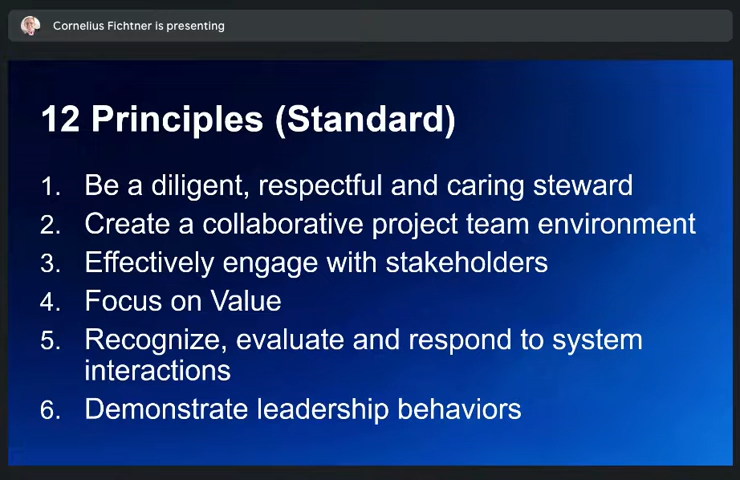 Cornelius Fichtner is presenting
12 Principles (Standard)
1. Be a diligent, respectful and caring steward
2. Create a collaborative project team environment
3. Effectively engage with stakeholders
4. Focus on Value
5. Recognize, evaluate and respond to system
interactions
6. Demonstrate leadership behaviors